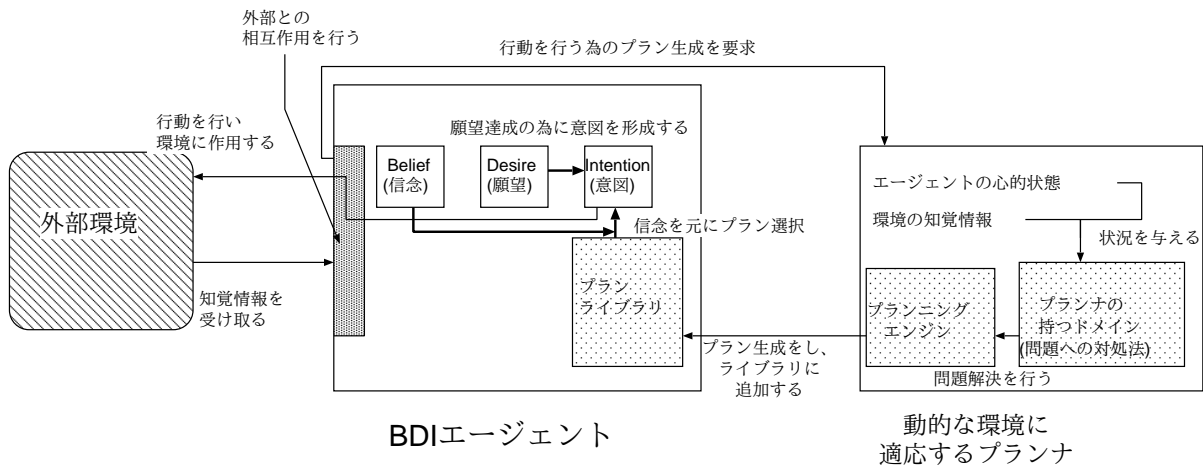 外部との
相互作用を行う
行動を行う為のプラン生成を要求
行動を行い
環境に作用する
願望達成の為に意図を形成する
Belief
(信念)
Desire
(願望)
Intention
(意図)
外部環境
信念を元にプラン選択
プラン
ライブラリ
知覚情報を
受け取る
エージェントの心的状態
環境の知覚情報
状況を与える
プランニング
エンジン
プランナの
持つドメイン
(問題への対処法)
プラン生成をし、
ライブラリに
追加する
問題解決を行う
BDIエージェント
動的な環境に
適応するプランナ